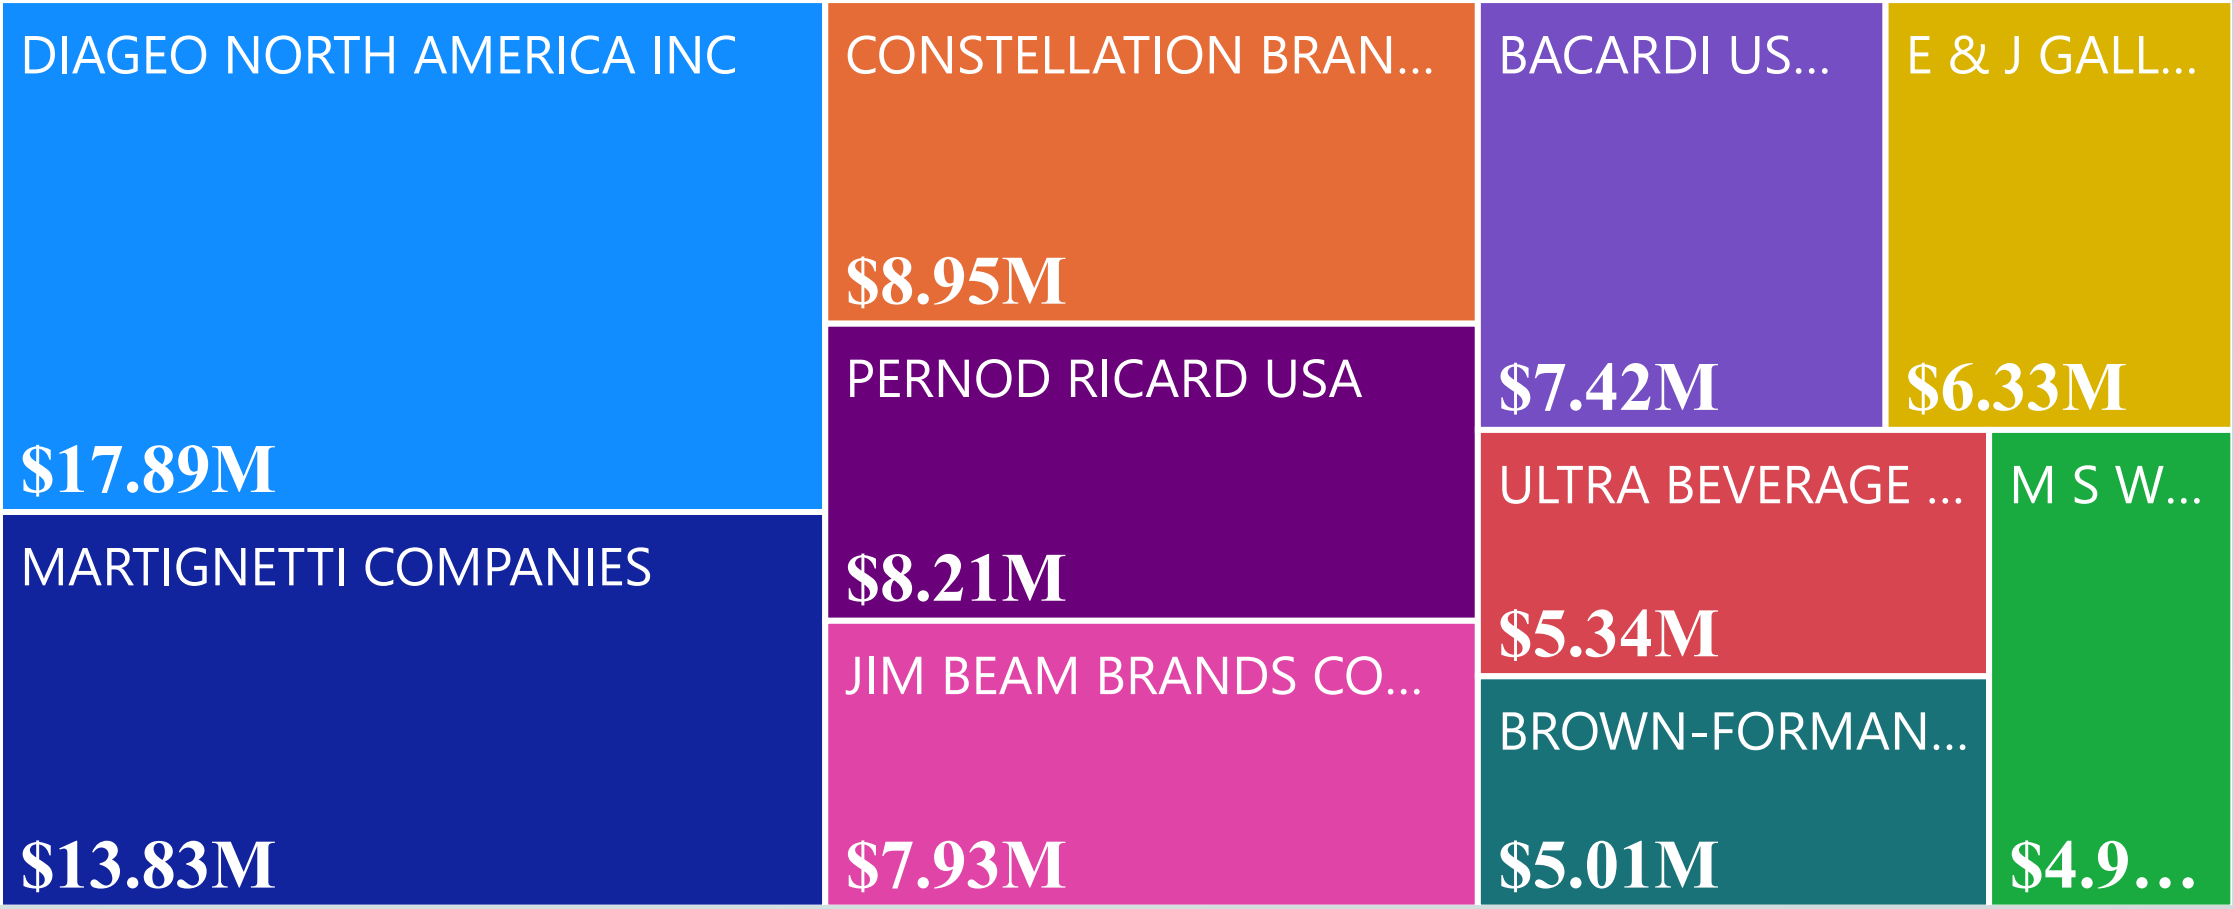 DIAGEO NORTH AMERICA INC
$17.89M
MARTIGNETTI COMPANIES
$13.83M
CONSTELLATION BRAN...
$8.95M
PERNOD RICARD USA
$8.21M
JIM BEAM BRANDS CO...
$7.93M
BACARDI US...
$7.42M
E & J GALL...
$6.33M
ULTRA BEVERAGE ...
$5.34M
BROWN-FORMAN...
$5.01M
M S W...
$4.9...